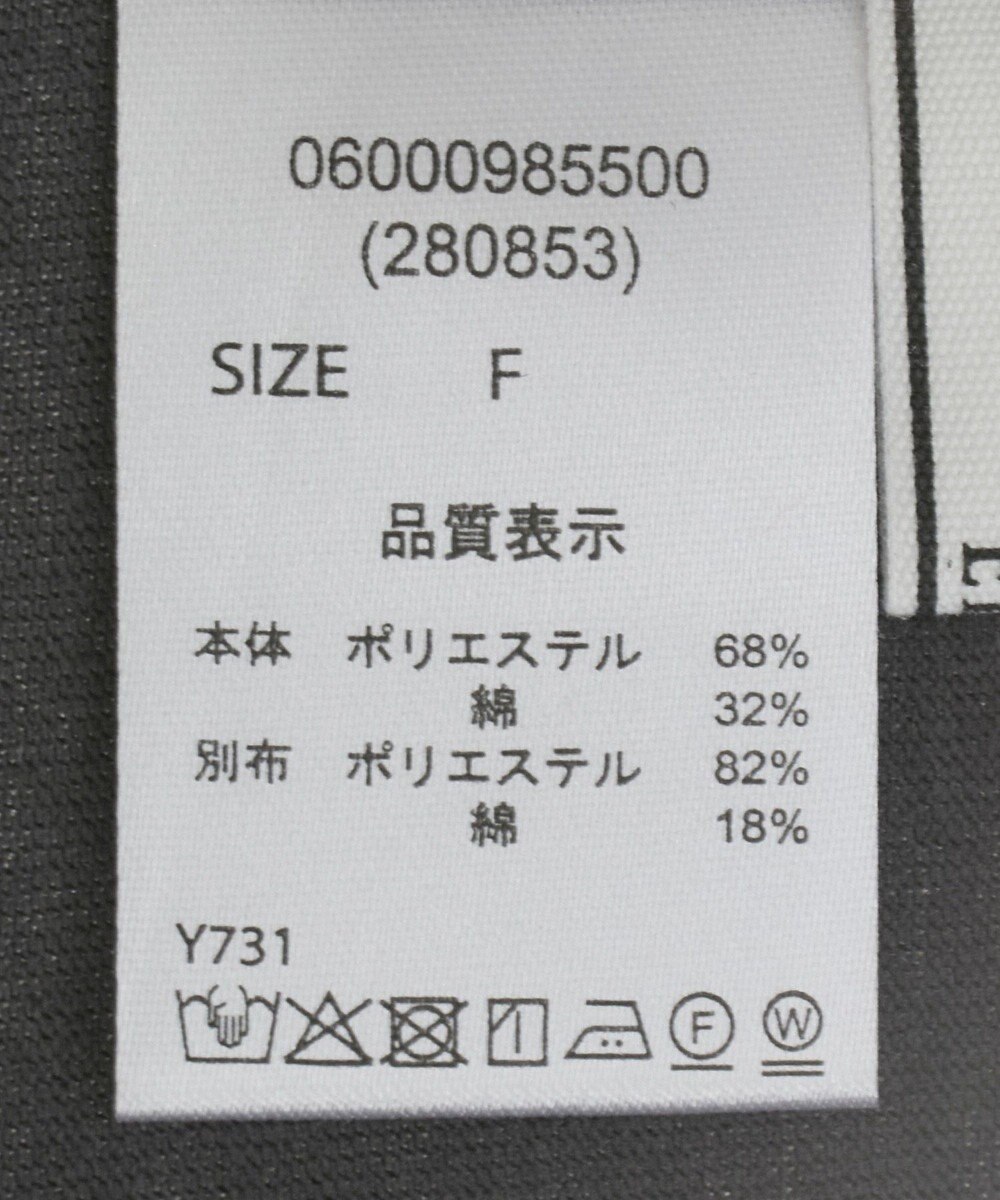 06000985500
(280853)
SIZE F
品質表示
本体 ポリエステル 68%
綿 32%
別布 ポリエステル 82%
綿 18%
Y731
F W